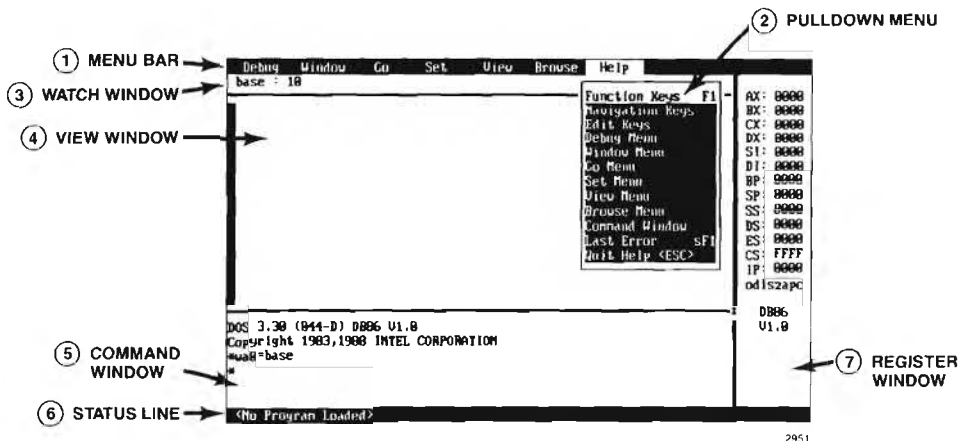 ② PULLDOWN MENU
① MENU BAR
Debug Window Go Set View Browse Help
③ WATCH WINDOW
base : 10
④ VIEW WINDOW
Function Keys F1
Navigation Keys
Edit Keys
Debug Menu
Window Menu
Go Menu
Set Menu
View Menu
Browse Menu
Command Window
Last Error sF1
Quit Help <ESC>
AX: 0000
BX: 0000
CX: 0000
DX: 0000
SI: 0000
DI: 0000
BP: 0000
SP: 0000
SS: 0000
DS: 0000
ES: 0000
CS: FFFF
IP: 0000
odiszapc
DB86
V1.0
DOS 3.30 (044-D) DB86 V1.0
Copyright 1983,1988 INTEL CORPORATION
*wa0=base
*
⑤ COMMAND
WINDOW
⑦ REGISTER
WINDOW
⑥ STATUS LINE
<No Program Loaded>
2951